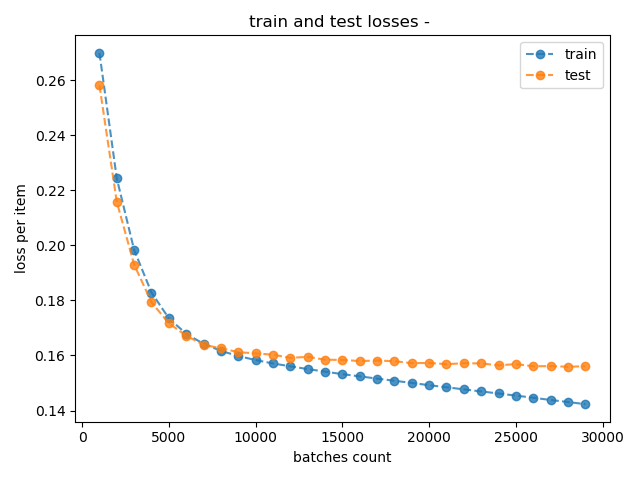 train and test losses -
train
test
loss per item
0.26
0.24
0.22
0.20
0.18
0.16
0.14
0
5000
10000
15000
20000
25000
30000
batches count